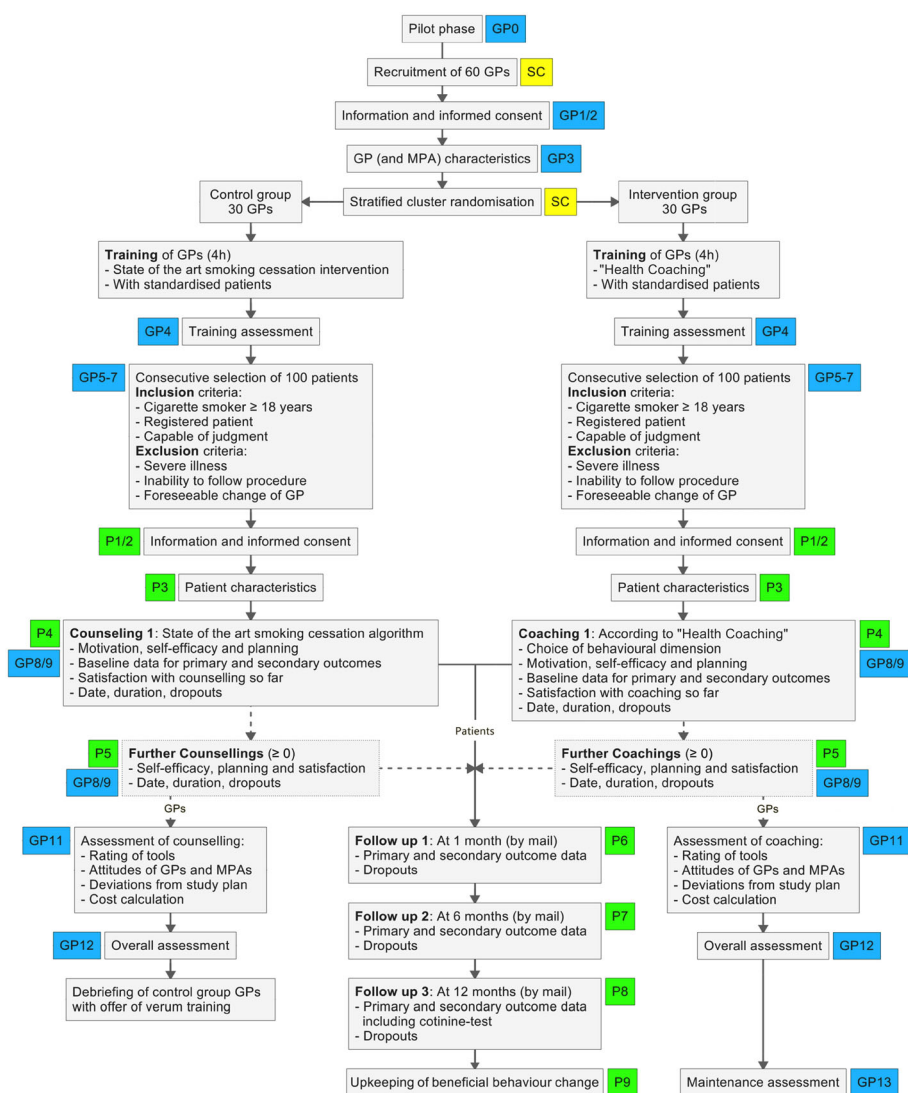 Pilot phase
GP0
Recruitment of 60 GPs
SC
Information and informed consent
GP1/2
GP (and MPA) characteristics
GP3
Control group
30 GPs
Stratified cluster randomisation
SC
Intervention group
30 GPs
Training of GPs (4h)
- State of the art smoking cessation intervention
- With standardised patients
Training of GPs (4h)
- "Health Coaching"
- With standardised patients
GP4
Training assessment
Training assessment
GP4
GP5-7
Consecutive selection of 100 patients
Inclusion criteria:
- Cigarette smoker ≥ 18 years
- Registered patient
- Capable of judgment
Exclusion criteria:
- Severe illness
- Inability to follow procedure
- Foreseeable change of GP
Consecutive selection of 100 patients
Inclusion criteria:
- Cigarette smoker ≥ 18 years
- Registered patient
- Capable of judgment
Exclusion criteria:
- Severe illness
- Inability to follow procedure
- Foreseeable change of GP
GP5-7
P1/2
Information and informed consent
Information and informed consent
P1/2
P3
Patient characteristics
Patient characteristics
P3
P4
GP8/9
Counseling 1: State of the art smoking cessation algorithm
- Motivation, self-efficacy and planning
- Baseline data for primary and secondary outcomes
- Satisfaction with counselling so far
- Date, duration, dropouts
Coaching 1: According to "Health Coaching"
- Choice of behavioural dimension
- Motivation, self-efficacy and planning
- Baseline data for primary and secondary outcomes
- Satisfaction with coaching so far
- Date, duration, dropouts
P4
GP8/9
Patients
P5
GP8/9
Further Counsellings (≥ 0)
- Self-efficacy, planning and satisfaction
- Date, duration, dropouts
Further Coachings (≥ 0)
- Self-efficacy, planning and satisfaction
- Date, duration, dropouts
P5
GP8/9
GPs
GPs
GP11
Assessment of counselling:
- Rating of tools
- Attitudes of GPs and MPAs
- Deviations from study plan
- Cost calculation
Follow up 1: At 1 month (by mail)
- Primary and secondary outcome data
- Dropouts
P6
Assessment of coaching:
- Rating of tools
- Attitudes of GPs and MPAs
- Deviations from study plan
- Cost calculation
GP11
Follow up 2: At 6 months (by mail)
- Primary and secondary outcome data
- Dropouts
P7
GP12
Overall assessment
Overall assessment
GP12
Debriefing of control group GPs
with offer of verum training
Follow up 3: At 12 months (by mail)
- Primary and secondary outcome data
including cotinine-test
- Dropouts
P8
Upkeeping of beneficial behaviour change
P9
Maintenance assessment
GP13